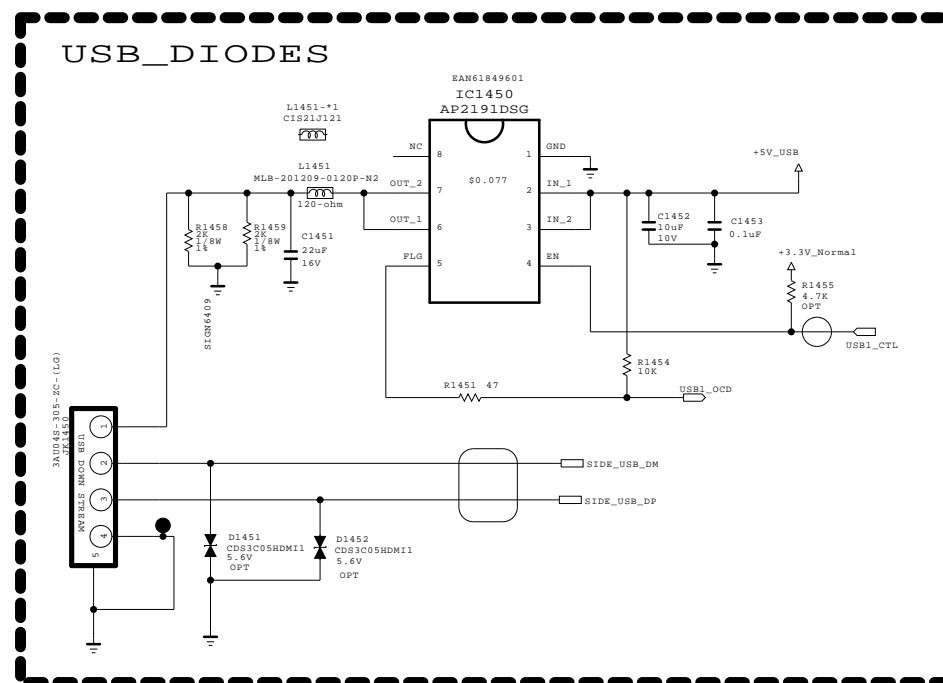 USB_DIODES
EAN61849601
IC1450
AP2191DSG
L1451-*1
CIS21J121
NC
8
1
GND
+5V_USB
L1451
MLB-201209-0120P-N2
120-ohm
OUT_2
7
$0.077
2
IN_1
OUT_1
6
3
IN_2
R1458
2K
1/8W
1%
R1459
2K
1/8W
1%
C1451
22uF
16V
C1452
10uF
10V
C1453
0.1uF
FLG
5
4
EN
+3.3V_Normal
R1455
4.7K
OPT
SIGN6409
USB1_CTL
R1454
10K
R1451 47
USB1_OCD
3AU04S-305-ZC-(LG)
JK1450
USB DOWN STREAM
1
2
3
4
5
SIDE_USB_DM
SIDE_USB_DP
D1451
CDS3C05HDMI1
5.6V
OPT
D1452
CDS3C05HDMI1
5.6V
OPT